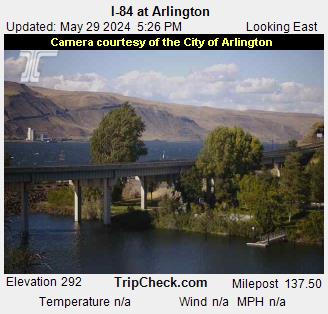 I-84 at Arlington
Updated: May 29 2024 5:26 PM Looking East
Camera courtesy of the City of Arlington
Elevation 292 TripCheck.com Milepost 137.50
Temperature n/a Wind n/a MPH n/a